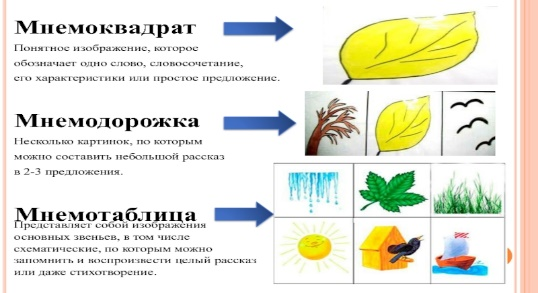 Мнемоквадрат
Понятное изображение, которое
обозначает одно слово, словосочетание,
его характеристики или простое предложение.
Мнемодорожка
Несколько картинок, по которым
можно составить небольшой рассказ
в 2-3 предложения.
Мнемотаблица
Представляет собой изображения
основных звеньев, в том числе
схематические, по которым можно
запомнить и воспроизвести целый рассказ
или даже стихотворение.